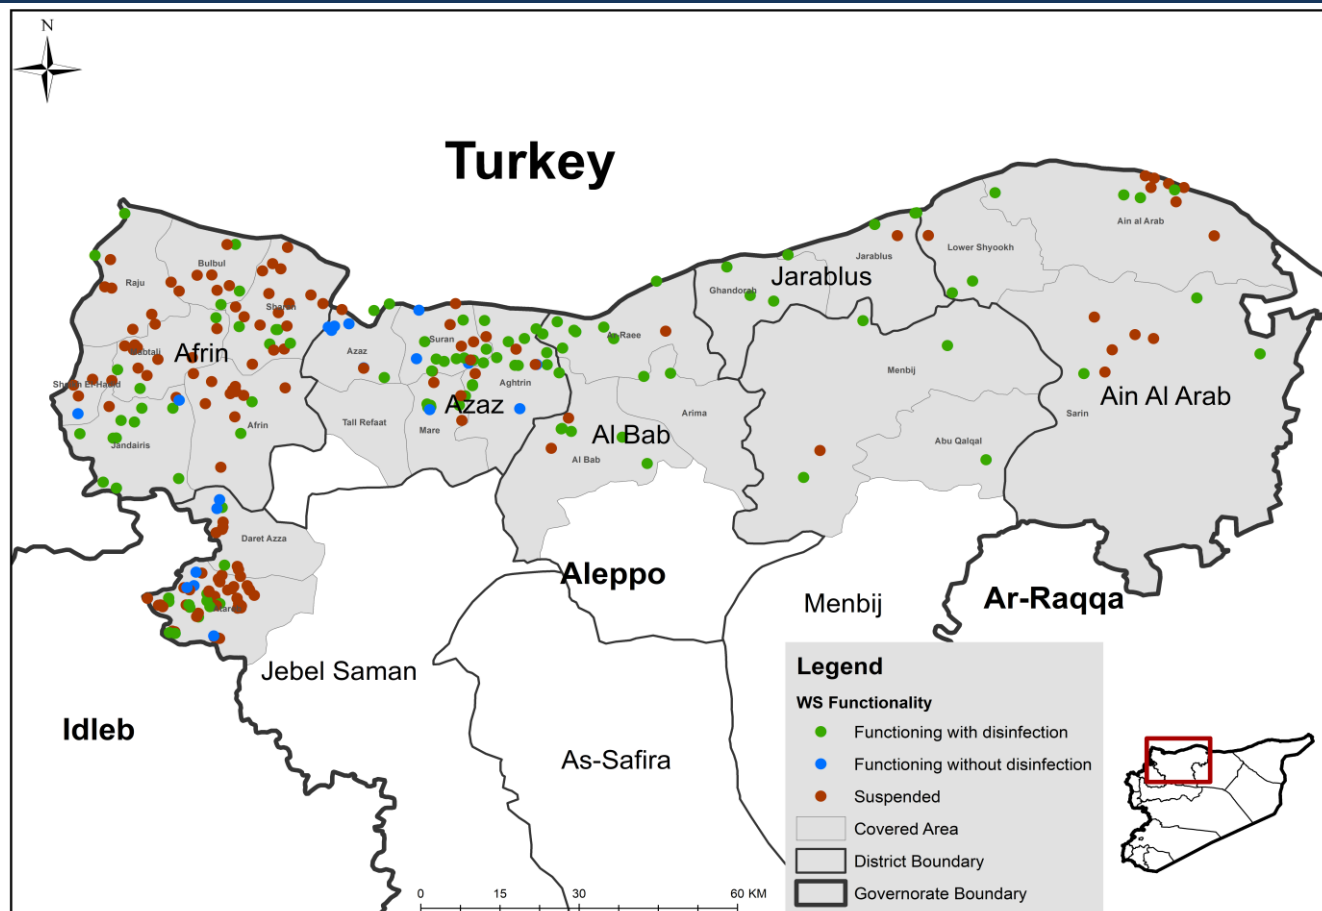 N
Turkey
Bulbul
Raju
Sharan
Afrin
Jandairis
Afrin
Azaz
Suran
Aghtrin
Azaz
Tall Refaat
Mare
Ar-Raee
Arima
Al Bab
Al Bab
Ghandorah
Jarablus
Jarablus
Lower Shyookh
Ain al Arab
Menbij
Abu Qalqal
Sarin
Ain Al Arab
Daret Azza
Aleppo
Menbij
Ar-Raqqa
Jebel Saman
Idleb
As-Safira
Legend
WS Functionality
Functioning with disinfection
Functioning without disinfection
Suspended
Covered Area
District Boundary
Governorate Boundary
0 15 30 60 KM